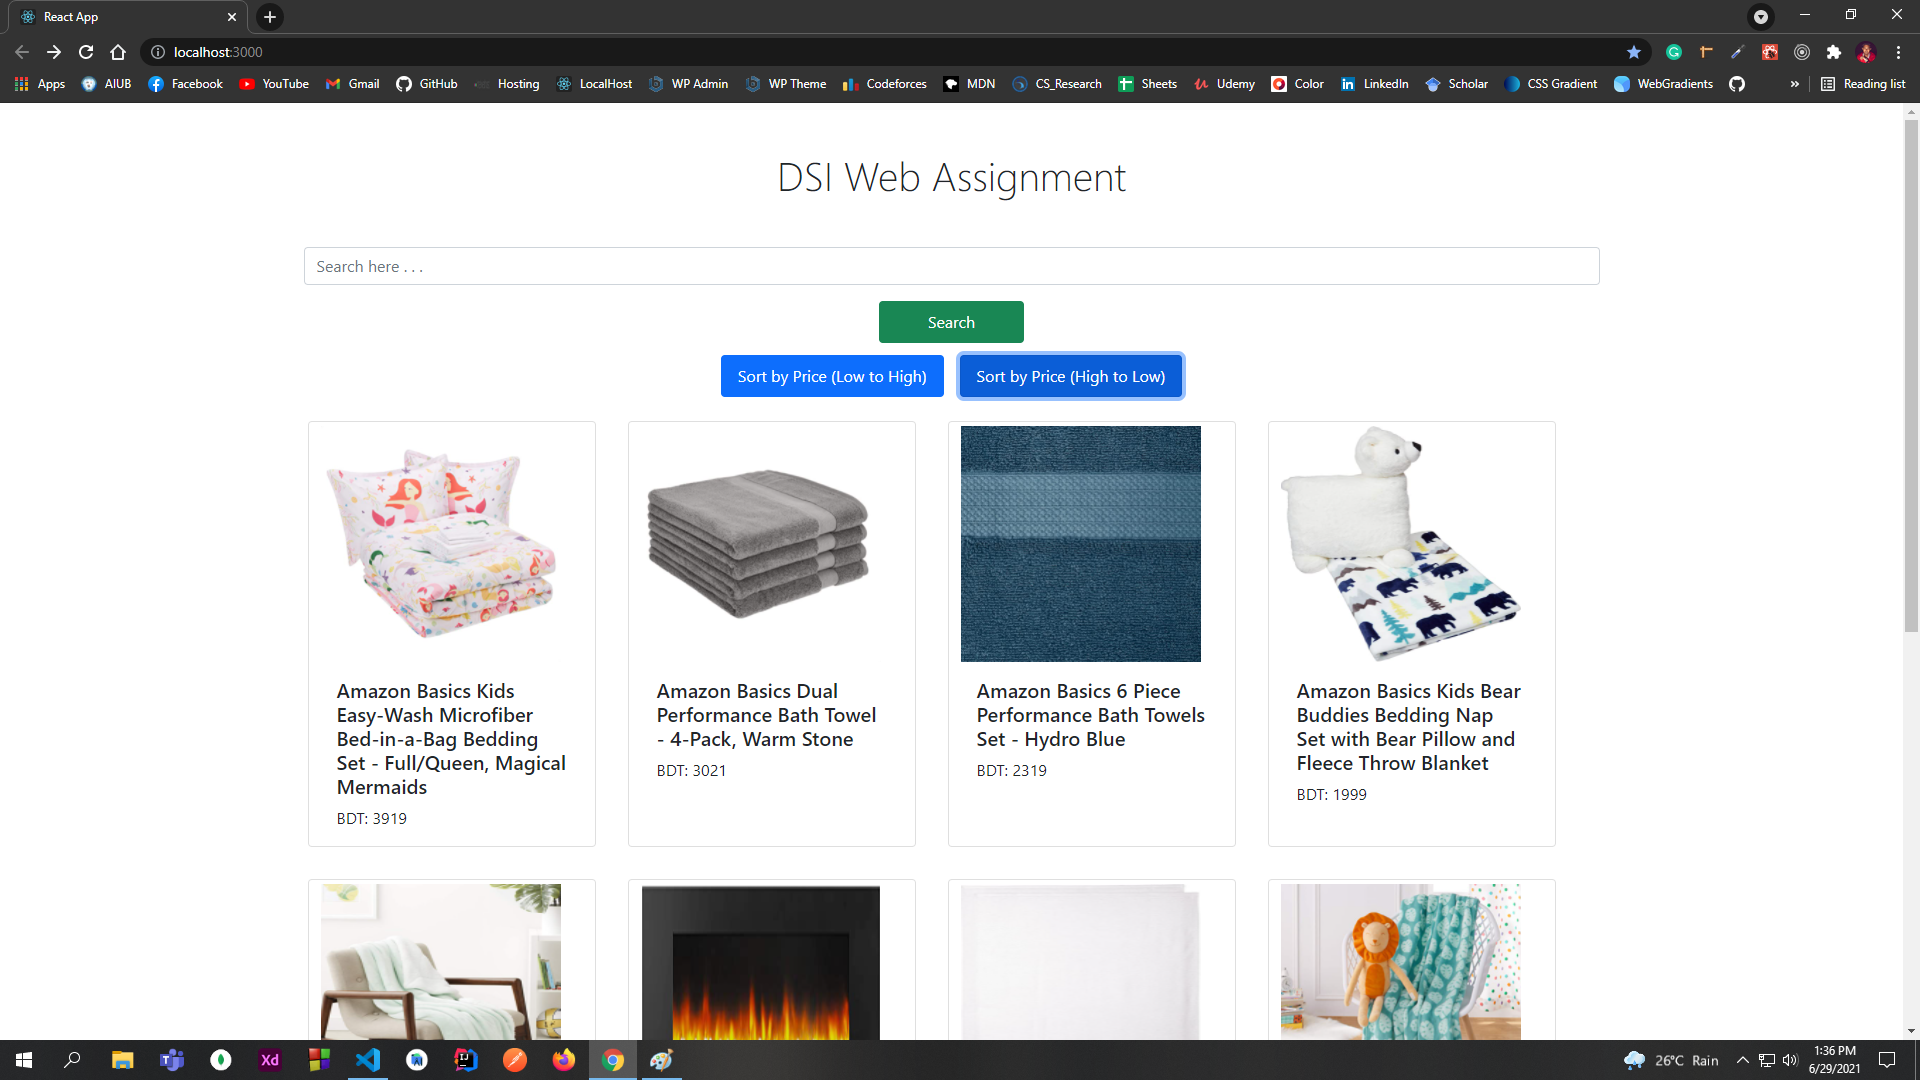 React App
localhost:3000
Apps
AIUB
Facebook
YouTube
Gmail
GitHub
Hosting
LocalHost
WP Admin
WP Theme
Codeforces
MDN
CS_Research
Sheets
Udemy
Color
LinkedIn
Scholar
CSS Gradient
WebGradients
»
Reading list
DSI Web Assignment
Search here . . .
Search
Sort by Price (Low to High)
Sort by Price (High to Low)
Amazon Basics Kids
Easy-Wash Microfiber
Bed-in-a-Bag Bedding
Set - Full/Queen, Magical
Mermaids
BDT: 3919
Amazon Basics Dual
Performance Bath Towel
- 4-Pack, Warm Stone
BDT: 3021
Amazon Basics 6 Piece
Performance Bath Towels
Set - Hydro Blue
BDT: 2319
Amazon Basics Kids Bear
Buddies Bedding Nap
Set with Bear Pillow and
Fleece Throw Blanket
BDT: 1999
Xd
26°C Rain
1:36 PM
6/29/2021